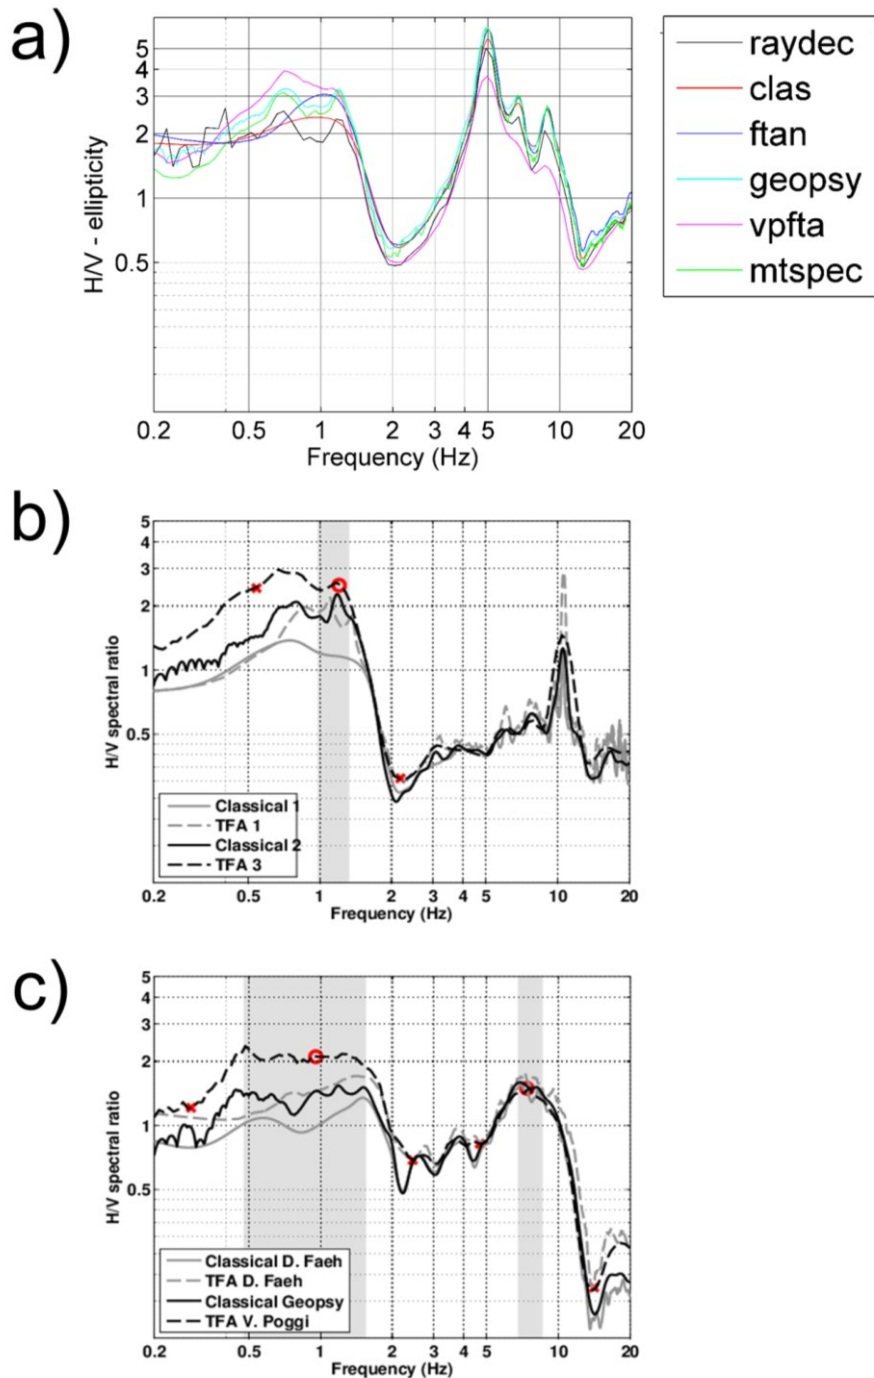 a)
5
4
3
2
1
0.5
H/V - ellipticity
0.2 0.5 1 2 3 4 5 10 20
Frequency (Hz)
raydec
clas
ftan
geopsy
vpfta
mtspec
b)
5
4
3
2
1
0.5
H/V spectral ratio
Classical 1
TFA 1
Classical 2
TFA 3
0.2 0.5 1 2 3 4 5 10 20
Frequency (Hz)
c)
5
4
3
2
1
0.5
H/V spectral ratio
Classical D. Faeh
TFA D. Faeh
Classical Geopsy
TFA V. Poggi
0.2 0.5 1 2 3 4 5 10 20
Frequency (Hz)